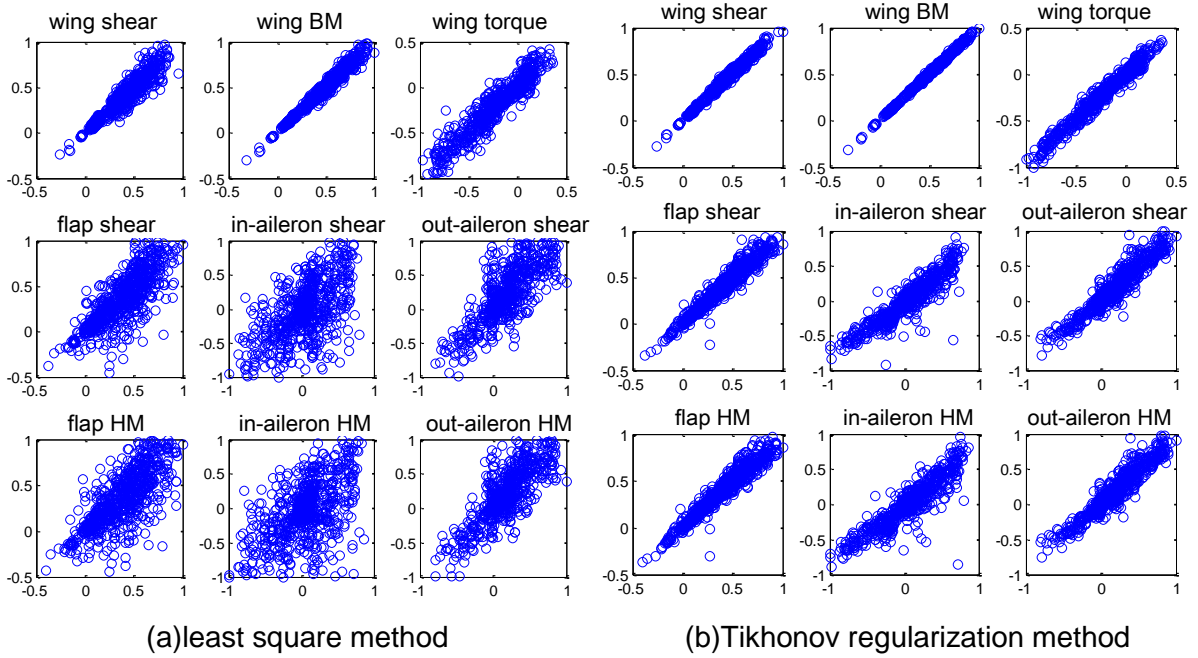 wing shear wing BM wing torque
1 1 0.5
0.5 0.5 0
0 0 -0.5
-0.5 -0.5 -1
-0.5 0 0.5 1 -0.5 0 0.5 1 -1 -0.5 0 0.5
flap shear in-aileron shear out-aileron shear
1 1 1
0.5 0.5 0.5
0 0 0
-0.5 -0.5
-0.5 -1 -1
-0.5 0 0.5 1 -1 0 1 -1 0 1
flap HM in-aileron HM out-aileron HM
1 1 1
0.5 0.5 0.5
0 0 0
-0.5 -0.5
-0.5 -1 -1
-0.5 0 0.5 1 -1 0 1 -1 0 1
(a)least square method
wing shear wing BM wing torque
1 1 0.5
0.5 0.5 0
0 0 -0.5
-0.5 -0.5 -1
-0.5 0 0.5 1 -0.5 0 0.5 1 -1 -0.5 0 0.5
flap shear in-aileron shear out-aileron shear
1 1 1
0.5 0.5 0.5
0 0 0
-0.5 -0.5
-0.5 -1 -1
-0.5 0 0.5 1 -1 0 1 -1 0 1
flap HM in-aileron HM out-aileron HM
1 1 1
0.5 0.5 0.5
0 0 0
-0.5 -0.5
-0.5 -1 -1
-0.5 0 0.5 1 -1 0 1 -1 0 1
(b)Tikhonov regularization method